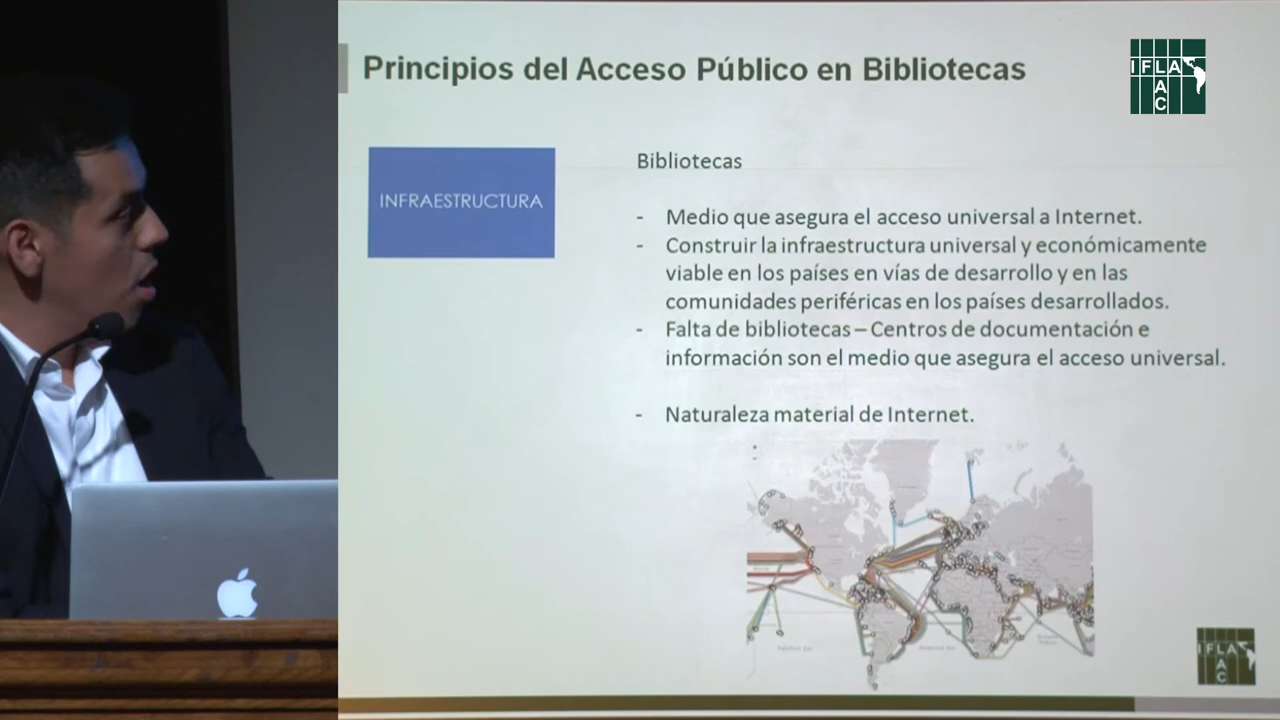 Principios del Acceso Público en Bibliotecas
IFLA
A
C
INFRAESTRUCTURA
Bibliotecas
- Medio que asegura el acceso universal a Internet.
- Construir la infraestructura universal y económicamente
viable en los países en vías de desarrollo y en las
comunidades periféricas en los países desarrollados.
- Falta de bibliotecas – Centros de documentación e
información son el medio que asegura el acceso universal.
- Naturaleza material de Internet.
IFLA
A
C